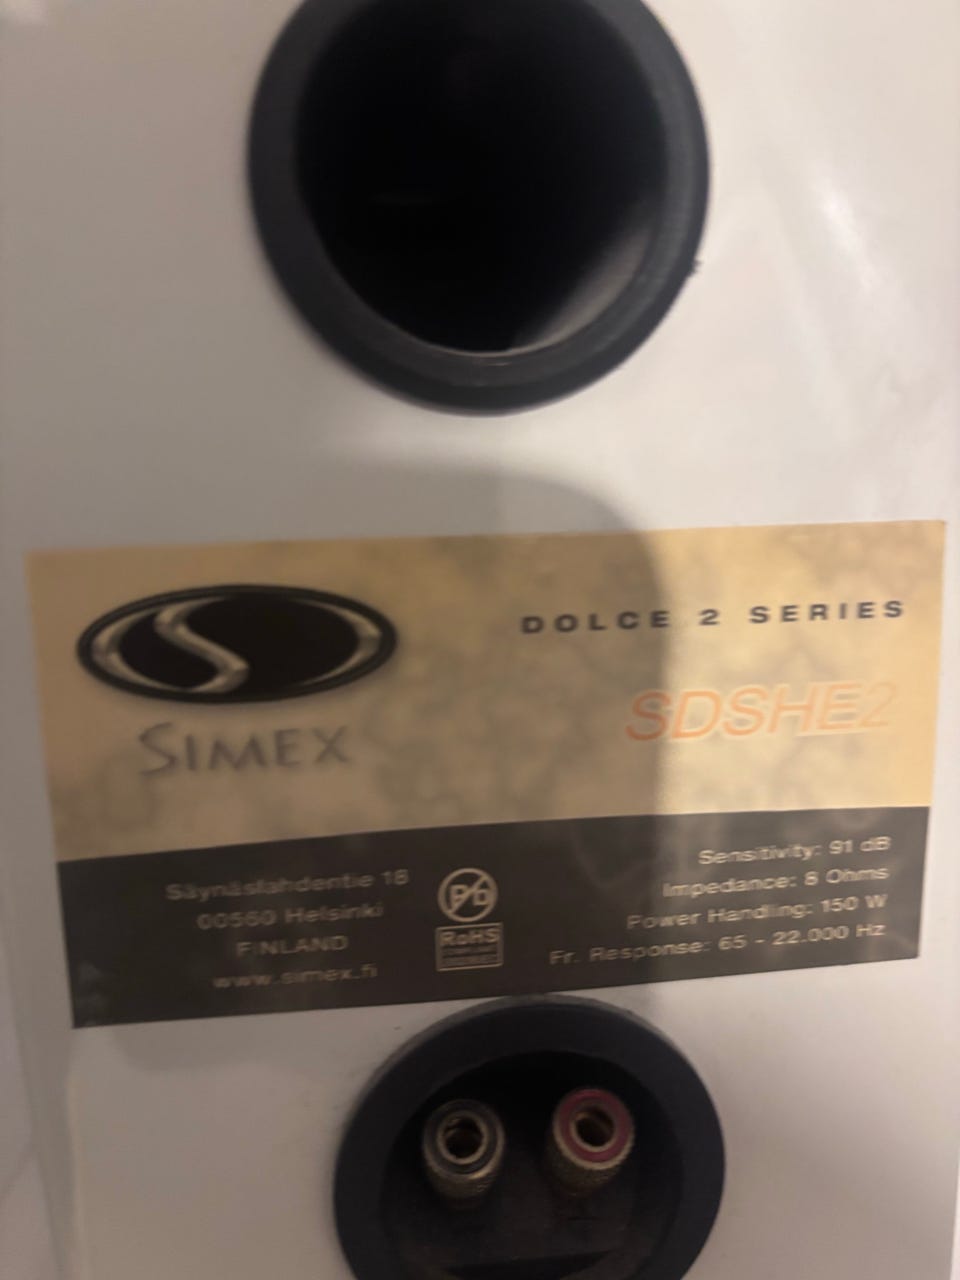 DOLCE 2 SERIES
SIMEX
SDSHE2
Säynäslahdentie 18
00560 Helsinki
FINLAND
www.simex.fi
Pb
RoHS
Sensitivity: 91 dB
Impedance: 8 Ohms
Power Handling: 150 W
Fr. Response: 65 - 22.000 Hz